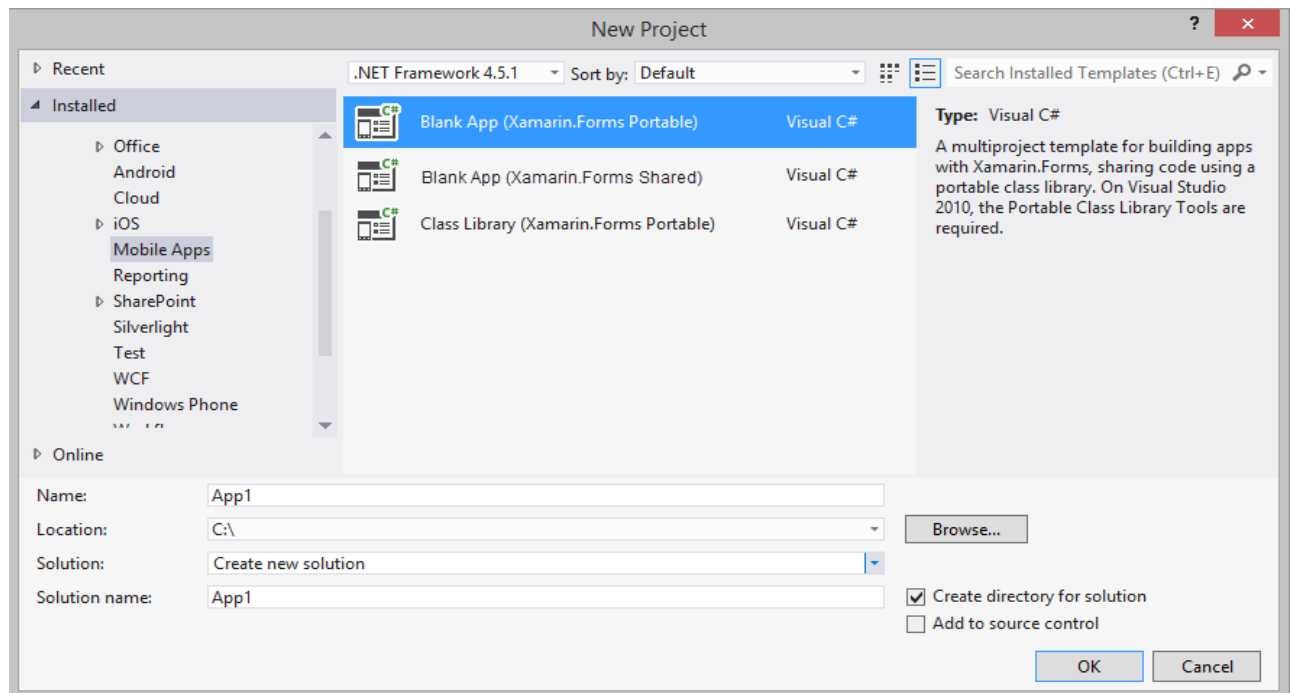 New Project
?
Recent
.NET Framework 4.5.1
Sort by: Default
Search Installed Templates (Ctrl+E)
Installed
Office
Android
Cloud
iOS
Mobile Apps
Reporting
SharePoint
Silverlight
Test
WCF
Windows Phone
Online
C# Blank App (Xamarin.Forms Portable) Visual C#
C# Blank App (Xamarin.Forms Shared) Visual C#
C# Class Library (Xamarin.Forms Portable) Visual C#
Type: Visual C#
A multiproject template for building apps
with Xamarin.Forms, sharing code using a
portable class library. On Visual Studio
2010, the Portable Class Library Tools are
required.
Name: App1
Location: C:\
Browse...
Solution: Create new solution
Solution name: App1
Create directory for solution
Add to source control
OK
Cancel